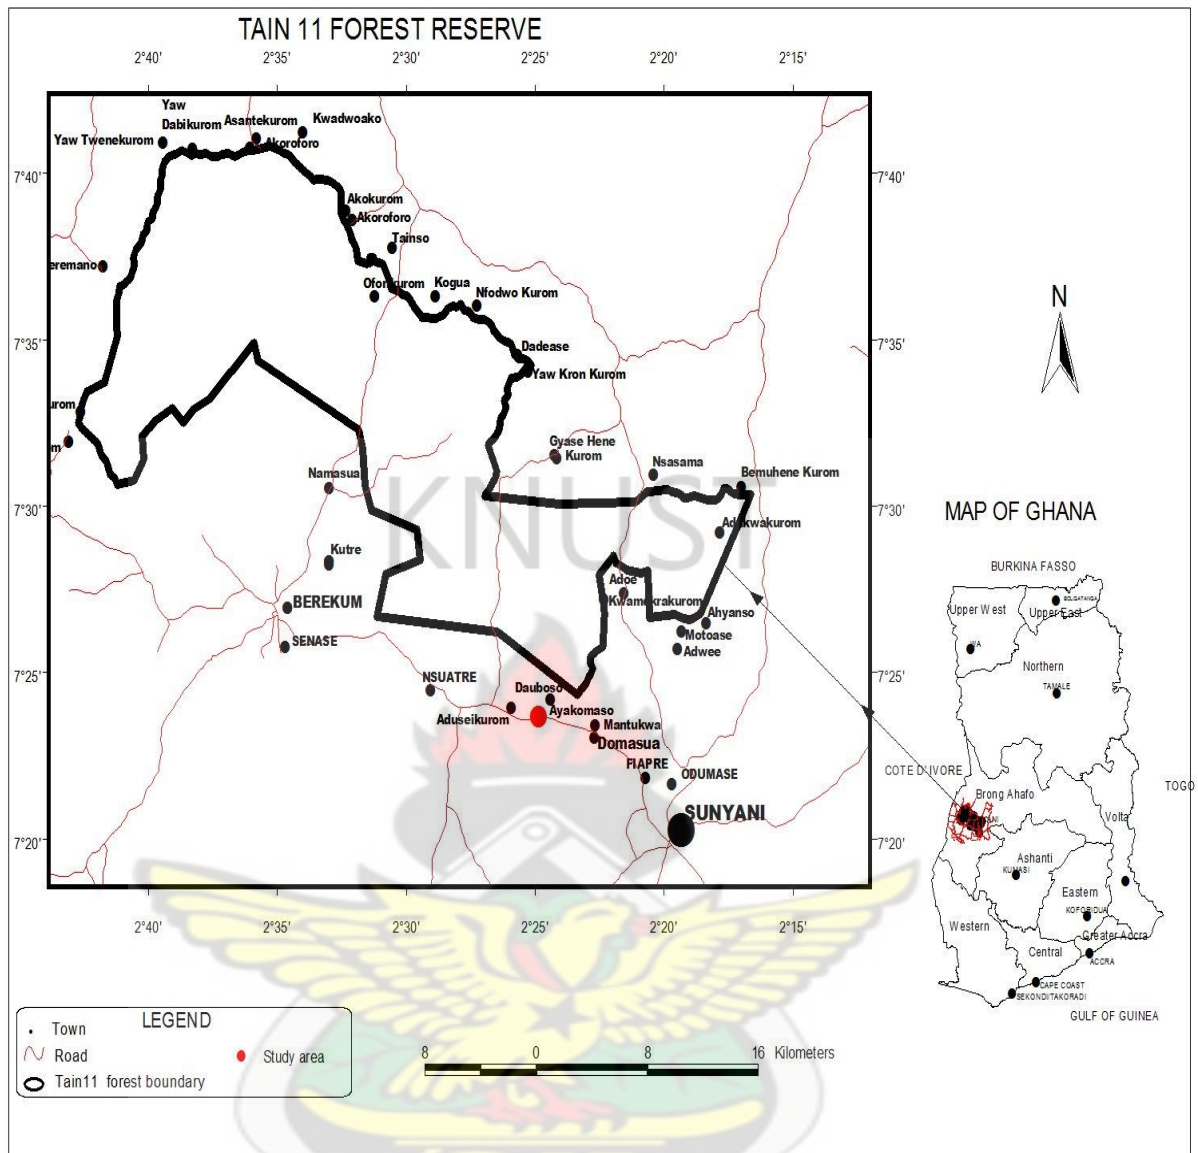 TAIN 11 FOREST RESERVE
2°40' 2°35' 2°30' 2°25' 2°20' 2°15'
Yaw
Dabikurom
Asantekurom
Kwadwoako
Yaw Twenekurom
Akoroforo
7°40' 7°40'
Akokurom
Akoroforo
Tainso
eremano
Oforikurom
Kogua
Nfodwo Kurom
7°35' 7°35'
Dadease
Yaw Kron Kurom
urom
m
Gyase Hene
Kurom
Nsasama
Bemuhene Kurom
Namasua
KNUST
7°30' 7°30'
Kutre
Adoe
Kwamekrakurom
BEREKUM
Ahyanso
Motoase
SENASE
Adwee
7°25' 7°25'
NSUATRE
Dauboso
Ayakomaso
Aduseikurom
Mantukwa
Domasua
FIAPRE
ODUMASE
SUNYANI
7°20' 7°20'
2°40' 2°35' 2°30' 2°25' 2°20' 2°15'
N
MAP OF GHANA
BURKINA FASSO
BOLGATANGA
Upper West
Upper East
WA
Northern
TAMALE
COTE D'IVORE
TOGO
Brong Ahafo
Volta
Ashanti
KUMASI
Eastern
KOFORIDUA
Western
Greater Accra
Central
ACCRA
CAPE COAST
SEKONDITAKORADI
GULF OF GUINEA
LEGEND
Town
Road
Study area
Tain11 forest boundary
8 0 8 16 Kilometers